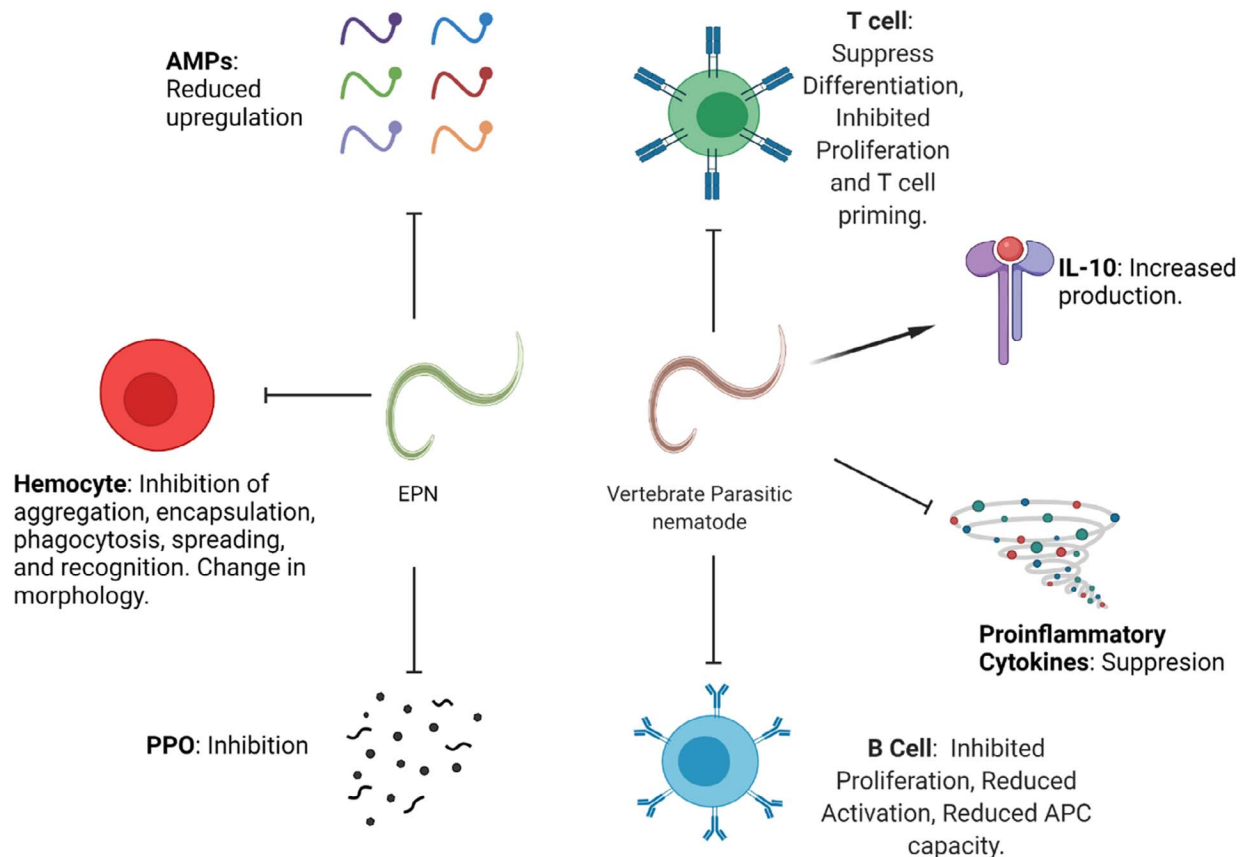 AMPs:
Reduced
upregulation
T cell:
Suppress
Differentiation,
Inhibited
Proliferation
and T cell
priming.
IL-10: Increased
production.
Hemocyte: Inhibition of
aggregation, encapsulation,
phagocytosis, spreading,
and recognition. Change in
morphology.
EPN
Vertebrate Parasitic
nematode
Proinflammatory
Cytokines: Suppresion
PPO: Inhibition
B Cell: Inhibited
Proliferation, Reduced
Activation, Reduced APC
capacity.